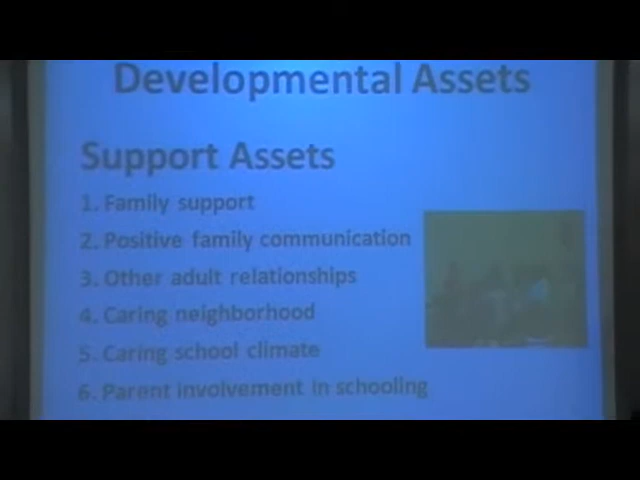 Developmental Assets
Support Assets
1. Family support
2. Positive family communication
3. Other adult relationships
4. Caring neighborhood
5. Caring school climate
6. Parent involvement in schooling